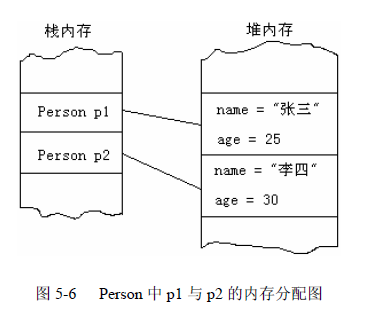 栈内存
堆内存
Person p1
Person p2
name = "张三"
age = 25
name = "李四"
age = 30
图 5-6 Person 中 p1 与 p2 的内存分配图